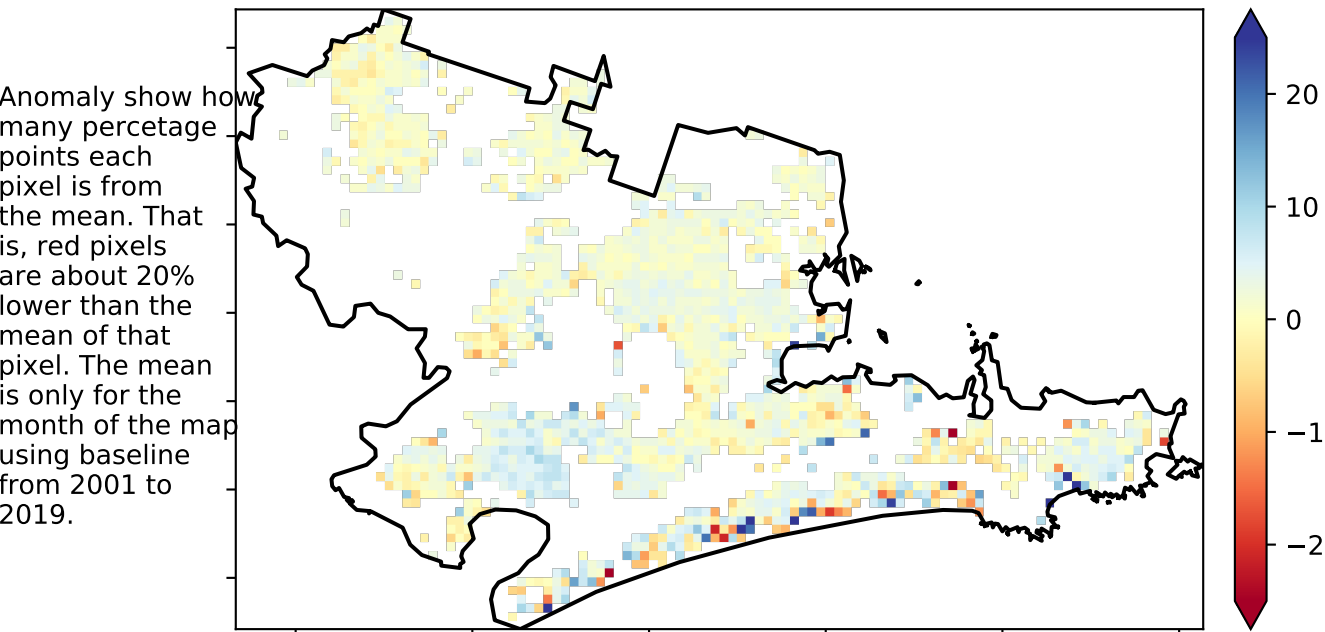 Anomaly show how
many percetage
points each
pixel is from
the mean. That
is, red pixels
are about 20%
lower than the
mean of that
pixel. The mean
is only for the
month of the map
using baseline
from 2001 to
2019.
20
10
0
−1
−2